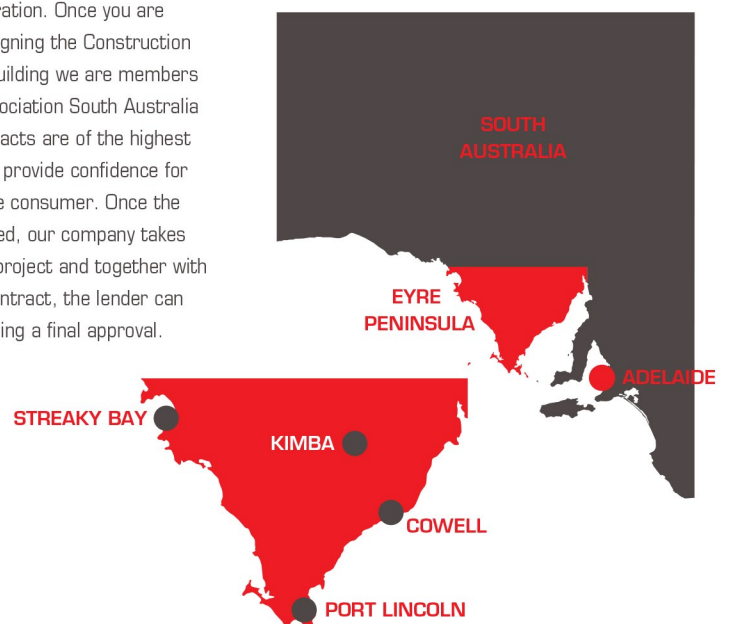 ration. Once you are
gning the Construction
uilding we are members
ociation South Australia
acts are of the highest
provide confidence for
e consumer. Once the
ed, our company takes
project and together with
ntract, the lender can
ing a final approval.
SOUTH
AUSTRALIA
EYRE
PENINSULA
ADELAIDE
STREAKY BAY
KIMBA
COWELL
PORT LINCOLN